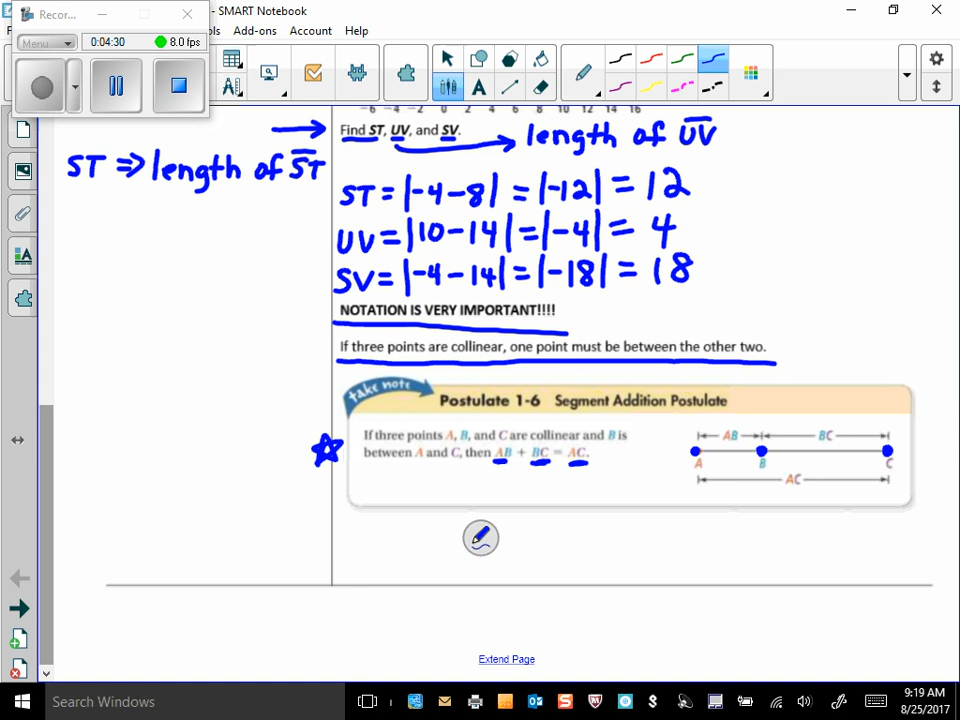 Recor...
- SMART Notebook
Menu
0:04:30
8.0 fps
ols Add-ons Account Help
-6 -4 -2 0 2 4 6 8 10 12 14 16
Find ST, UV, and SV.
length of UV
ST ⇒ length of ST
ST = |-4-8| = |-12| = 12
UV = |10-14| = |-4| = 4
SV = |-4-14| = |-18| = 18
NOTATION IS VERY IMPORTANT!!!!
If three points are collinear, one point must be between the other two.
take note
Postulate 1-6 Segment Addition Postulate
If three points A, B, and C are collinear and B is
between A and C, then AB + BC = AC.
AB BC
A B C
AC
Extend Page
Search Windows
9:19 AM
8/25/2017